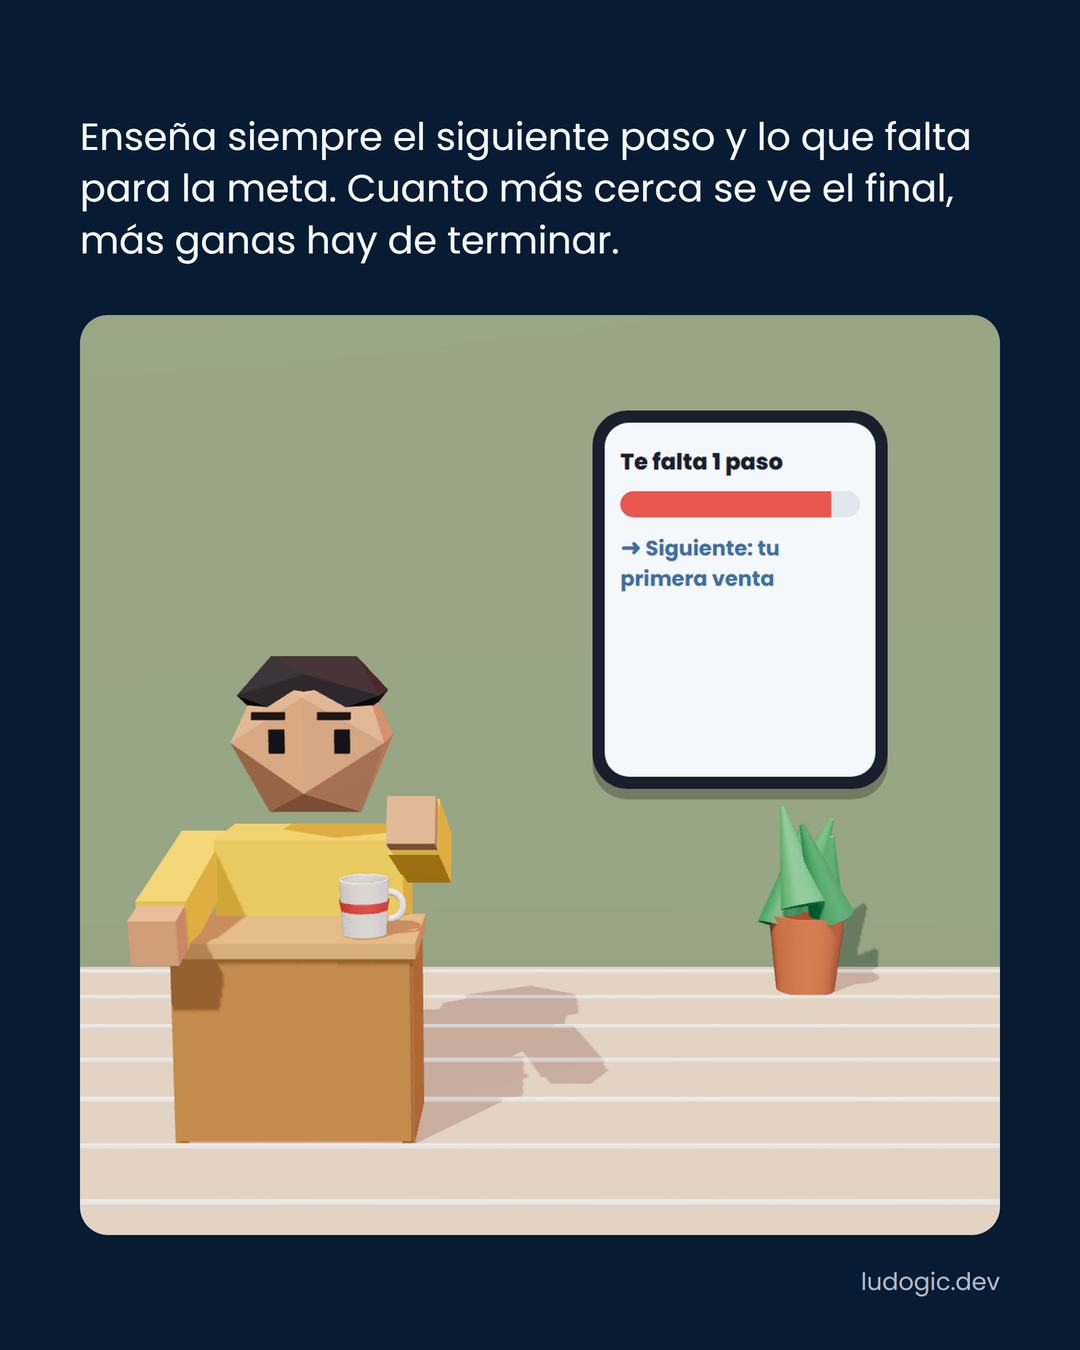 Enseña siempre el siguiente paso y lo que falta
para la meta. Cuanto más cerca se ve el final,
más ganas hay de terminar.
Te falta 1 paso
➜ Siguiente: tu
primera venta
ludogic.dev